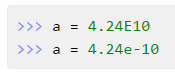 >>> a = 4.24E10
>>> a = 4.24e-10